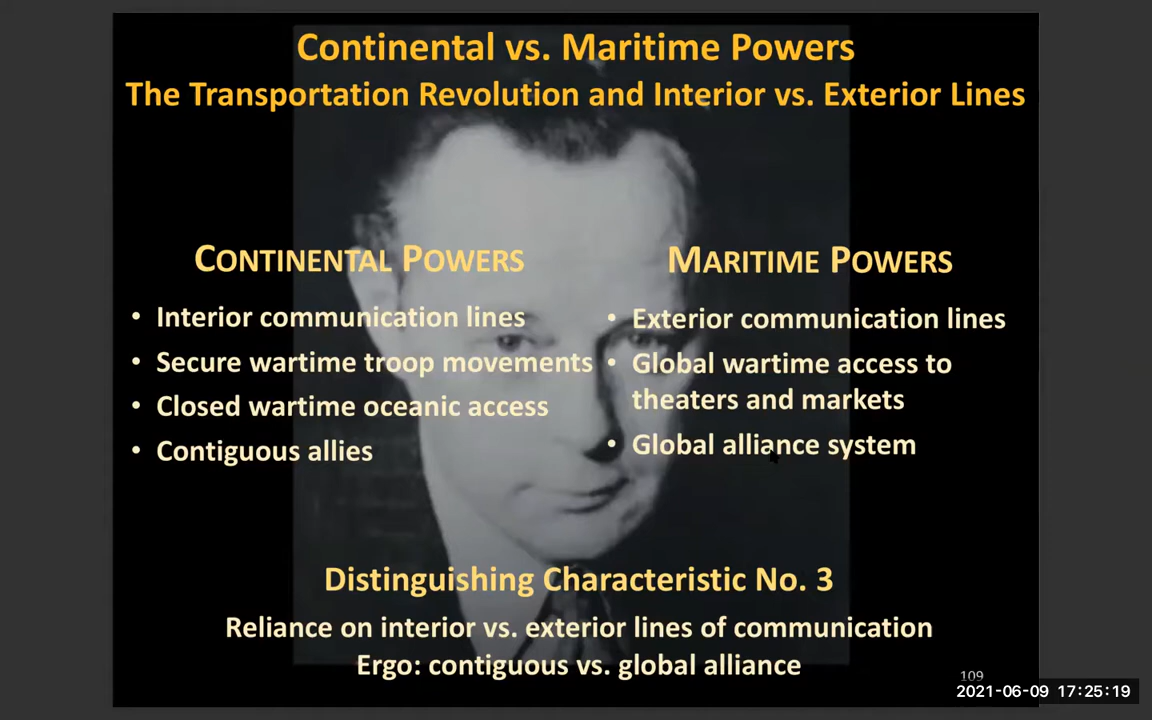 Continental vs. Maritime Powers
The Transportation Revolution and Interior vs. Exterior Lines
CONTINENTAL POWERS
• Interior communication lines
• Secure wartime troop movements
• Closed wartime oceanic access
• Contiguous allies
MARITIME POWERS
• Exterior communication lines
• Global wartime access to
theaters and markets
• Global alliance system
Distinguishing Characteristic No. 3
Reliance on interior vs. exterior lines of communication
Ergo: contiguous vs. global alliance
109
2021-06-09 17:25:19